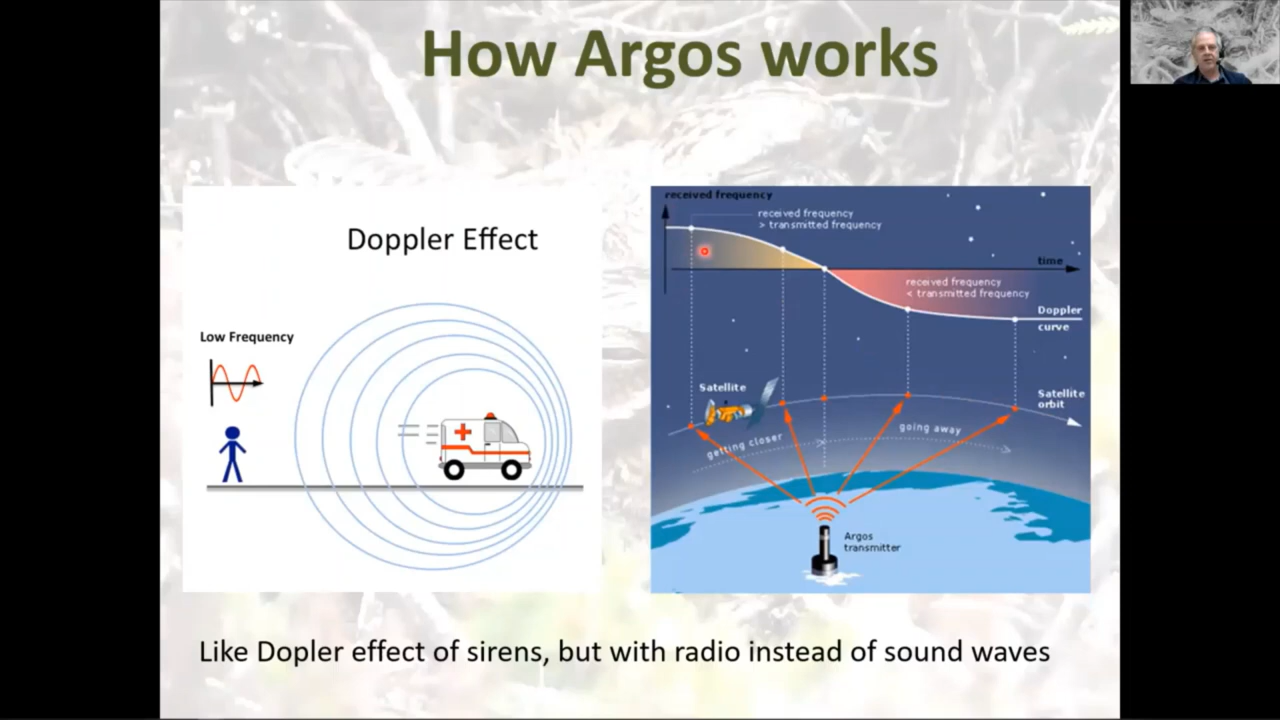 How Argos works
Doppler Effect
Low Frequency
received frequency
received frequency
> transmitted frequency
time
received frequency
< transmitted frequency
Doppler
curve
Satellite
Satellite
orbit
getting closer
going away
Argos
transmitter
Like Dopler effect of sirens, but with radio instead of sound waves